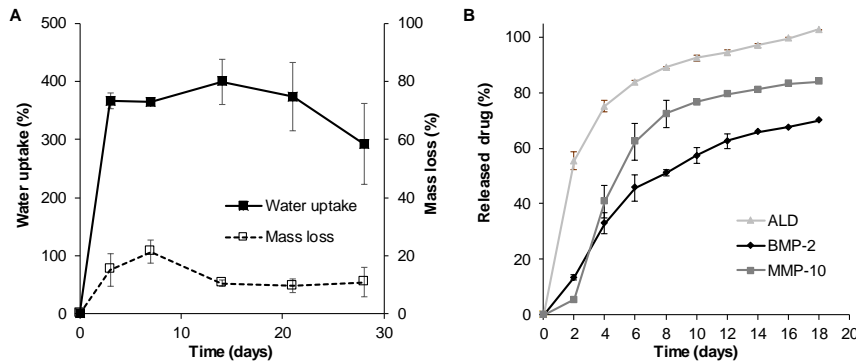 A
500
400
300
200
100
0
Water uptake (%)
100
80
60
40
20
0
Mass loss (%)
Water uptake
Mass loss
0
10
20
30
Time (days)
B
100
80
60
40
20
0
Released drug (%)
ALD
BMP-2
MMP-10
0 2 4 6 8 10 12 14 16 18 20
Time (days)